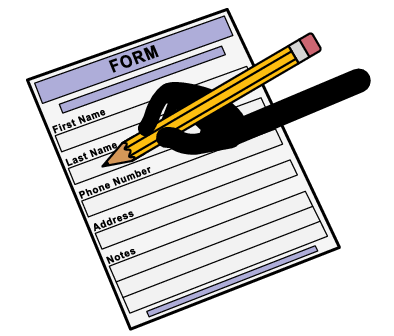 FORM
First Name
Last Name
Phone Number
Address
Notes